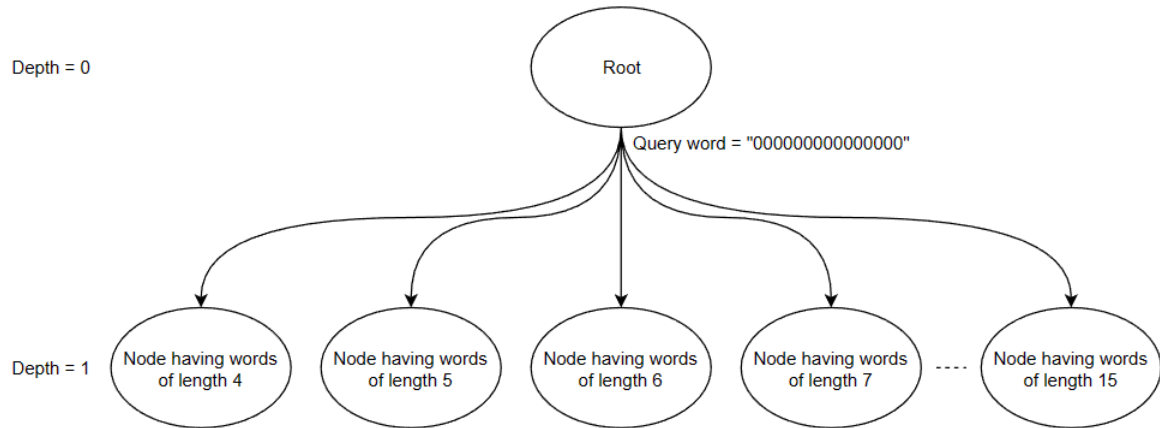 Depth = 0
Root
Query word = "000000000000000"
Depth = 1
Node having words
of length 4
Node having words
of length 5
Node having words
of length 6
Node having words
of length 7
Node having words
of length 15